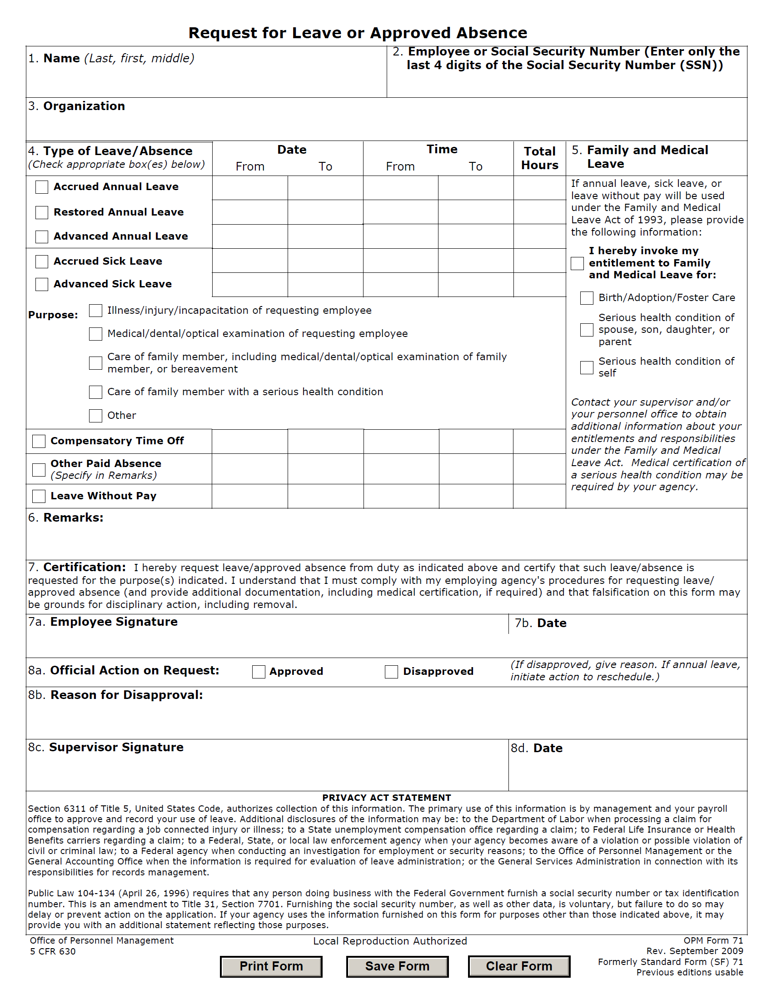 Request for Leave or Approved Absence
1. Name (Last, first, middle)
2. Employee or Social Security Number (Enter only the
last 4 digits of the Social Security Number (SSN))
3. Organization
4. Type of Leave/Absence
(Check appropriate box(es) below)
Date
From To
Time
From To
Total
Hours
5. Family and Medical
Leave
Accrued Annual Leave
Restored Annual Leave
Advanced Annual Leave
Accrued Sick Leave
Advanced Sick Leave
Purpose:
Illness/injury/incapacitation of requesting employee
Medical/dental/optical examination of requesting employee
Care of family member, including medical/dental/optical examination of family
member, or bereavement
Care of family member with a serious health condition
Other
Compensatory Time Off
Other Paid Absence
(Specify in Remarks)
Leave Without Pay
If annual leave, sick leave, or
leave without pay will be used
under the Family and Medical
Leave Act of 1993, please provide
the following information:
I hereby invoke my
entitlement to Family
and Medical Leave for:
Birth/Adoption/Foster Care
Serious health condition of
spouse, son, daughter, or
parent
Serious health condition of
self
Contact your supervisor and/or
your personnel office to obtain
additional information about your
entitlements and responsibilities
under the Family and Medical
Leave Act. Medical certification of
a serious health condition may be
required by your agency.
6. Remarks:
7. Certification: I hereby request leave/approved absence from duty as indicated above and certify that such leave/absence is
requested for the purpose(s) indicated. I understand that I must comply with my employing agency's procedures for requesting leave/
approved absence (and provide additional documentation, including medical certification, if required) and that falsification on this form may
be grounds for disciplinary action, including removal.
7a. Employee Signature
7b. Date
8a. Official Action on Request:
Approved
Disapproved
(If disapproved, give reason. If annual leave,
initiate action to reschedule.)
8b. Reason for Disapproval:
8c. Supervisor Signature
8d. Date
PRIVACY ACT STATEMENT
Section 6311 of Title 5, United States Code, authorizes collection of this information. The primary use of this information is by management and your payroll
office to approve and record your use of leave. Additional disclosures of the information may be: to the Department of Labor when processing a claim for
compensation regarding a job connected injury or illness; to a State unemployment compensation office regarding a claim; to Federal Life Insurance or Health
Benefits carriers regarding a claim; to a Federal, State, or local law enforcement agency when your agency becomes aware of a violation or possible violation of
civil or criminal law; to a Federal agency when conducting an investigation for employment or security reasons; to the Office of Personnel Management or the
General Accounting Office when the information is required for evaluation of leave administration; or the General Services Administration in connection with its
responsibilities for records management.
Public Law 104-134 (April 26, 1996) requires that any person doing business with the Federal Government furnish a social security number or tax identification
number. This is an amendment to Title 31, Section 7701. Furnishing the social security number, as well as other data, is voluntary, but failure to do so may
delay or prevent action on the application. If your agency uses the information furnished on this form for purposes other than those indicated above, it may
provide you with an additional statement reflecting those purposes.
Office of Personnel Management
5 CFR 630
Local Reproduction Authorized
OPM Form 71
Rev. September 2009
Formerly Standard Form (SF) 71
Previous editions usable
Print Form
Save Form
Clear Form